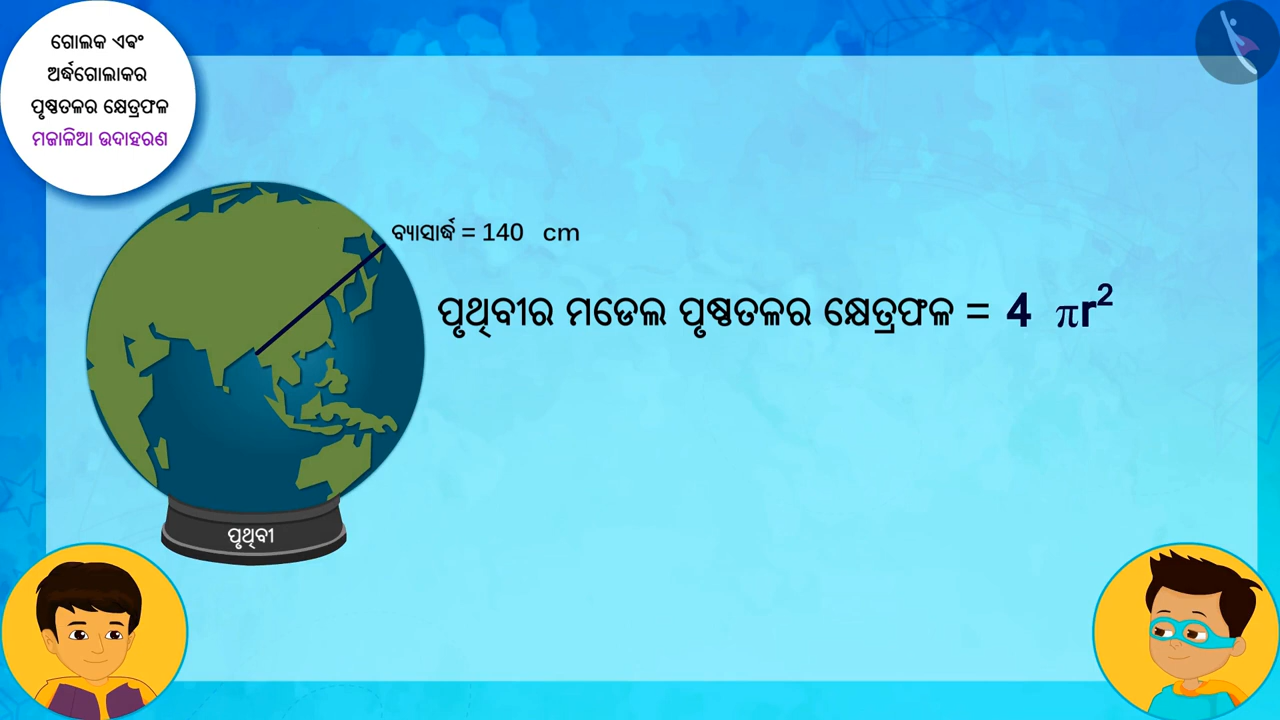 ଗୋଲକ ଏବଂ
ଅର୍ଦ୍ଧଗୋଲାକର
ପୃଷ୍ଠତଳର କ୍ଷେତ୍ରଫଳ
ମଜାଳିଆ ଉଦାହରଣ
ବ୍ୟାସାର୍ଦ୍ଧ = 140 cm
ପୃଥିବୀର ମଡେଲ ପୃଷ୍ଠତଳର କ୍ଷେତ୍ରଫଳ = 4 πr²
ପୃଥିବୀ